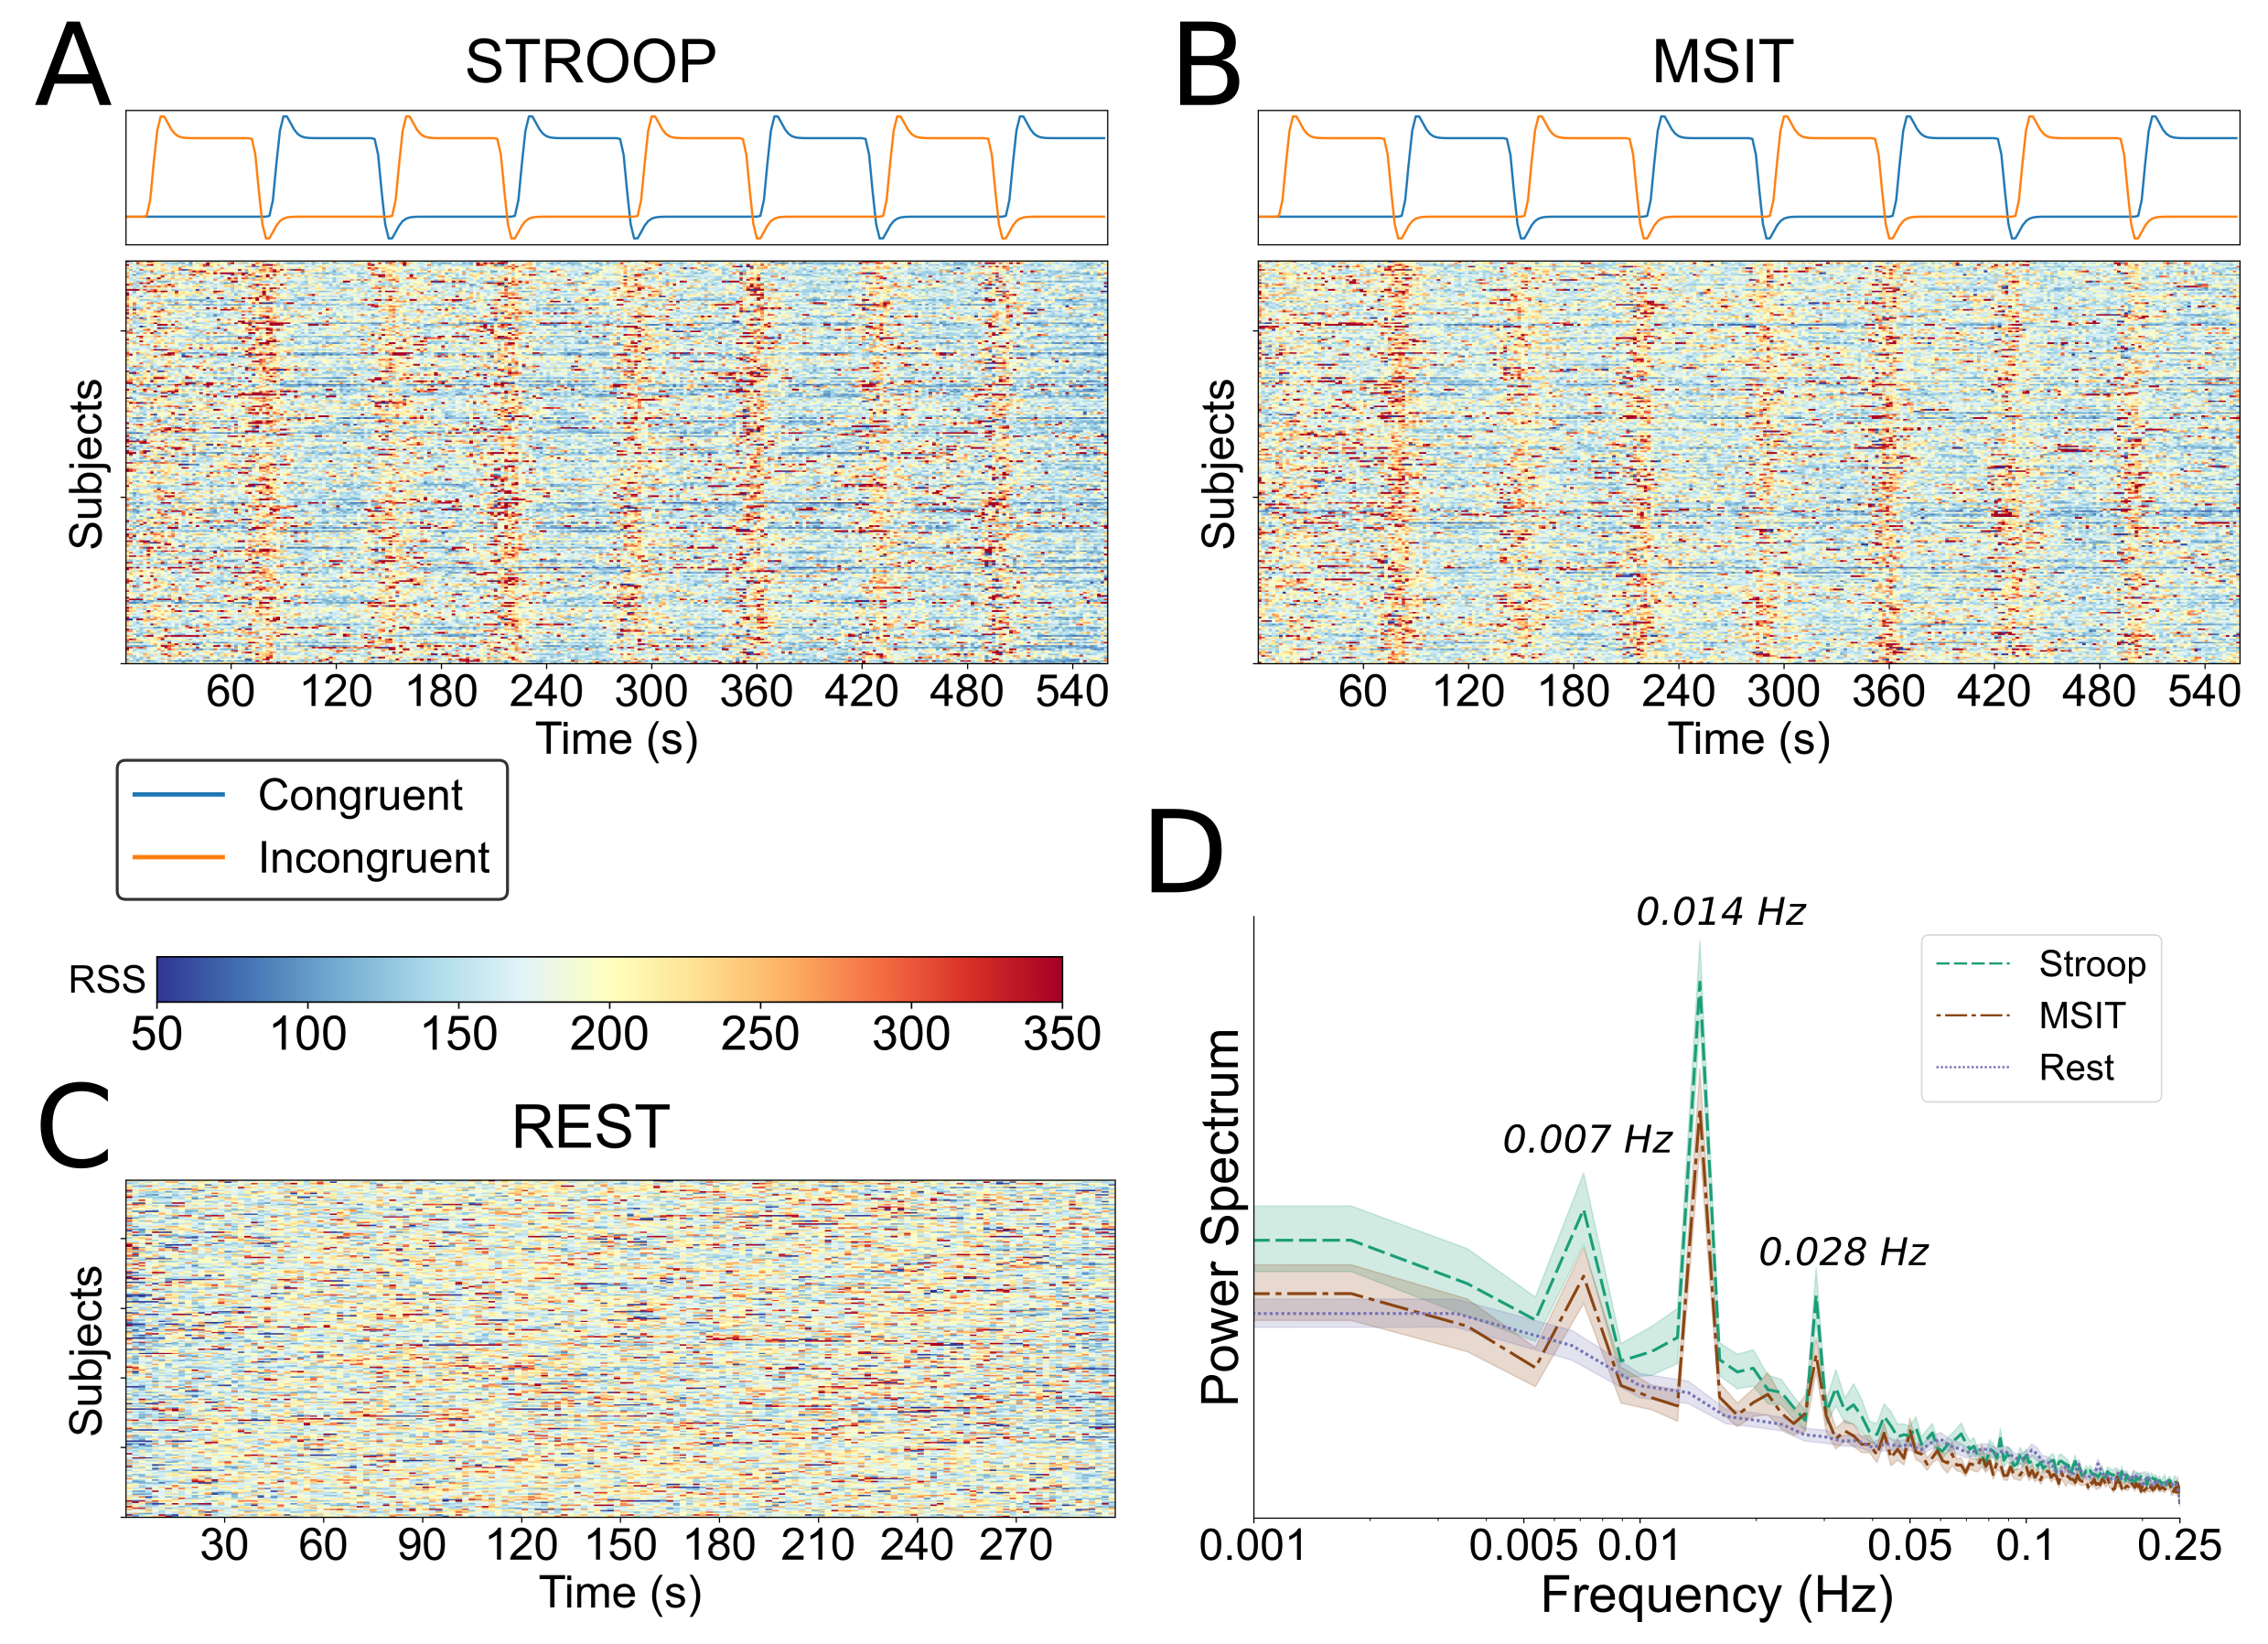 A
STROOP
Subjects
60 120 180 240 300 360 420 480 540
Time (s)
B
MSIT
Subjects
60 120 180 240 300 360 420 480 540
Time (s)
Congruent
Incongruent
RSS
50 100 150 200 250 300 350
C
REST
Subjects
30 60 90 120 150 180 210 240 270
Time (s)
D
0.014 Hz
0.007 Hz
0.028 Hz
Stroop
MSIT
Rest
Power Spectrum
0.001 0.005 0.01 0.05 0.1 0.25
Frequency (Hz)